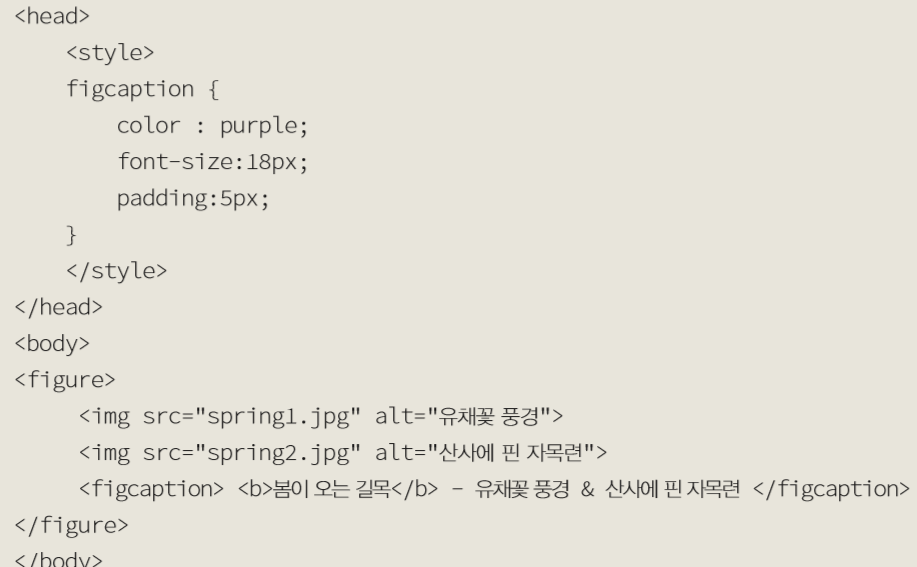 <head>
<style>
figcaption {
color : purple;
font-size:18px;
padding:5px;
}
</style>
</head>
<body>
<figure>
<img src="spring1.jpg" alt="유채꽃 풍경">
<img src="spring2.jpg" alt="산사에 핀 자목련">
<figcaption> <b>봄이 오는 길목</b> - 유채꽃 풍경 & 산사에 핀 자목련 </figcaption>
</figure>
</body>